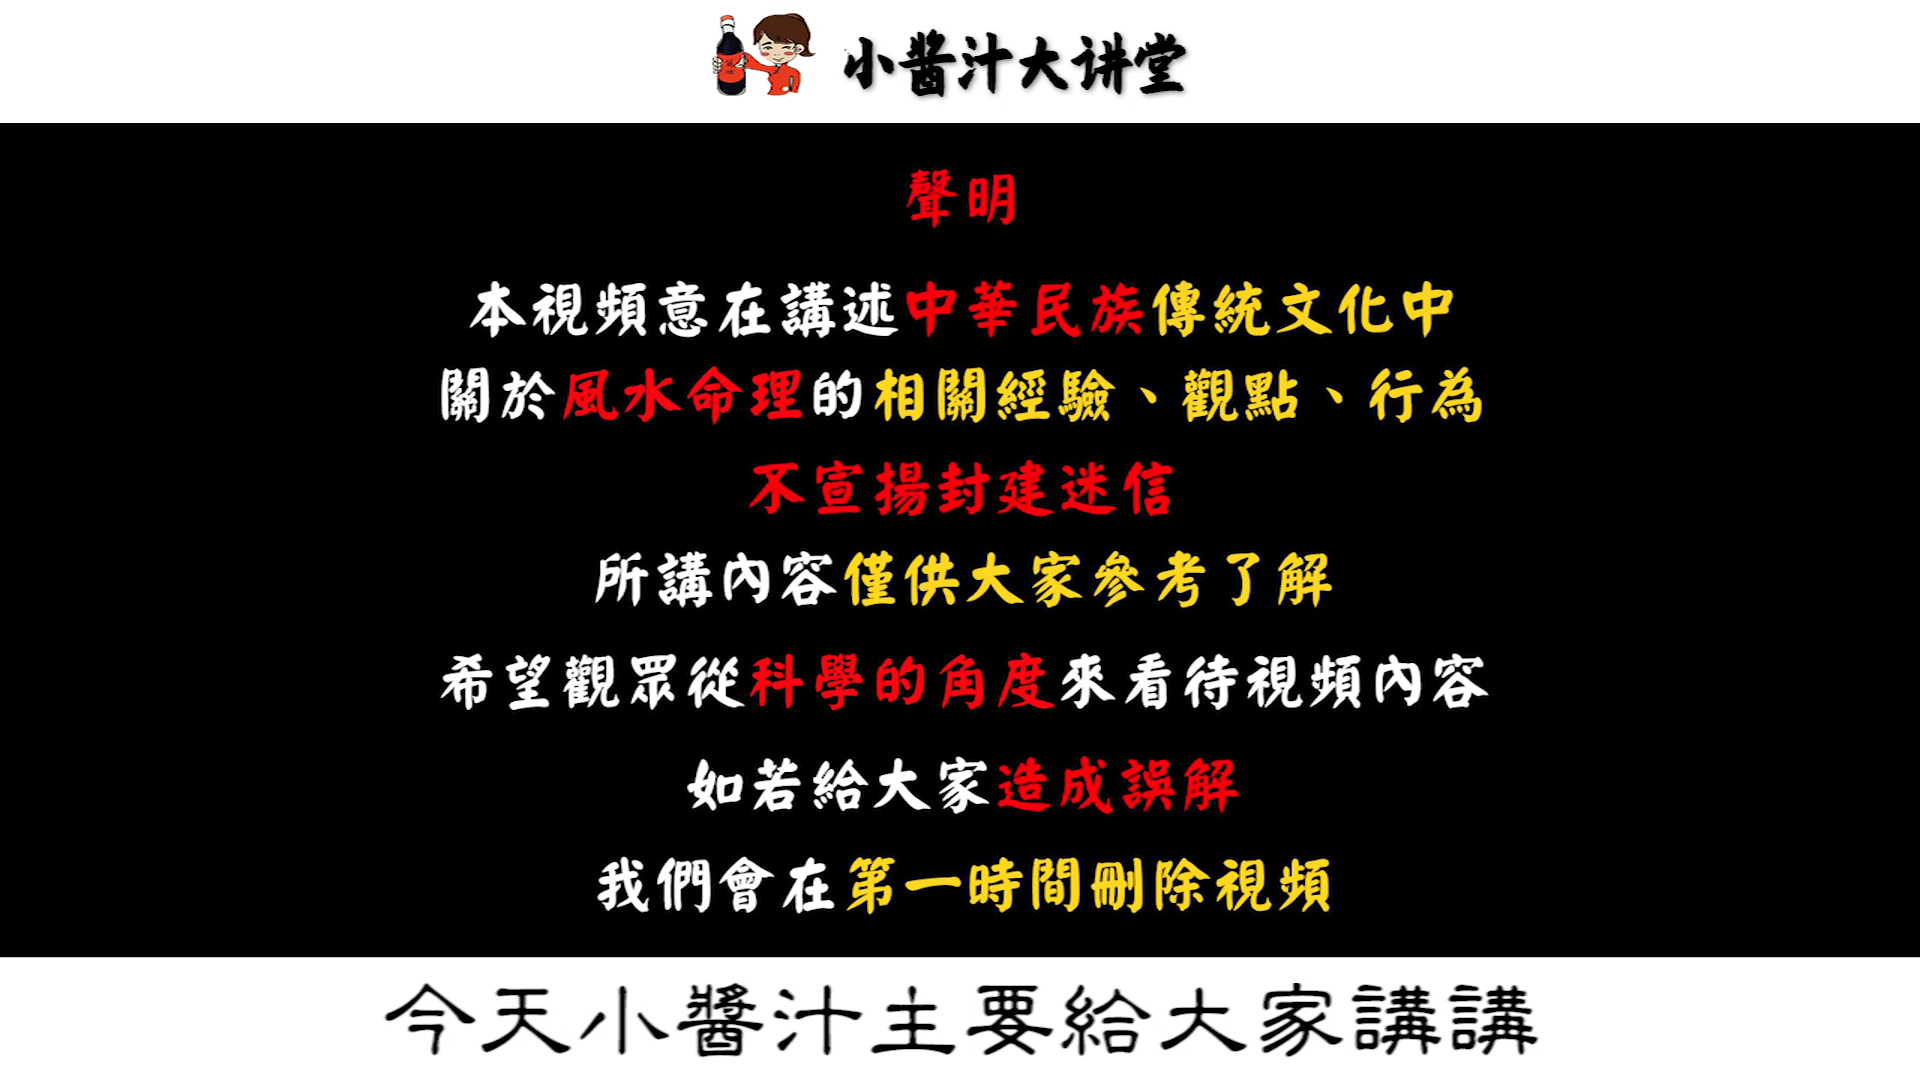 小酱汁大讲堂
聲明
本視頻意在講述中華民族傳統文化中
關於風水命理的相關經驗、觀點、行為
不宣揚封建迷信
所講內容僅供大家參考了解
希望觀眾從科學的角度來看待視頻內容
如若給大家造成誤解
我們會在第一時間刪除視頻
今天小醬汁主要給大家講講